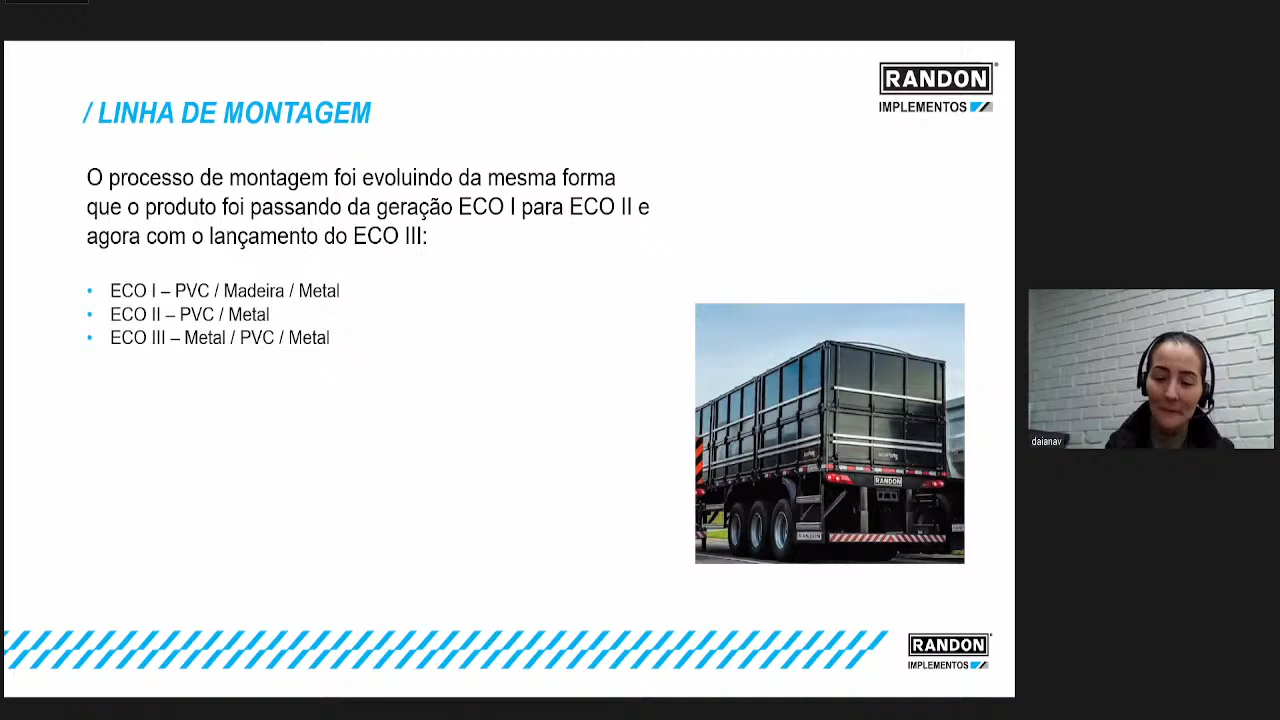 RANDON
IMPLEMENTOS
/ LINHA DE MONTAGEM
O processo de montagem foi evoluindo da mesma forma
que o produto foi passando da geração ECO I para ECO II e
agora com o lançamento do ECO III:
• ECO I – PVC / Madeira / Metal
• ECO II – PVC / Metal
• ECO III – Metal / PVC / Metal
RANDON
RANDON
daianav
RANDON
IMPLEMENTOS